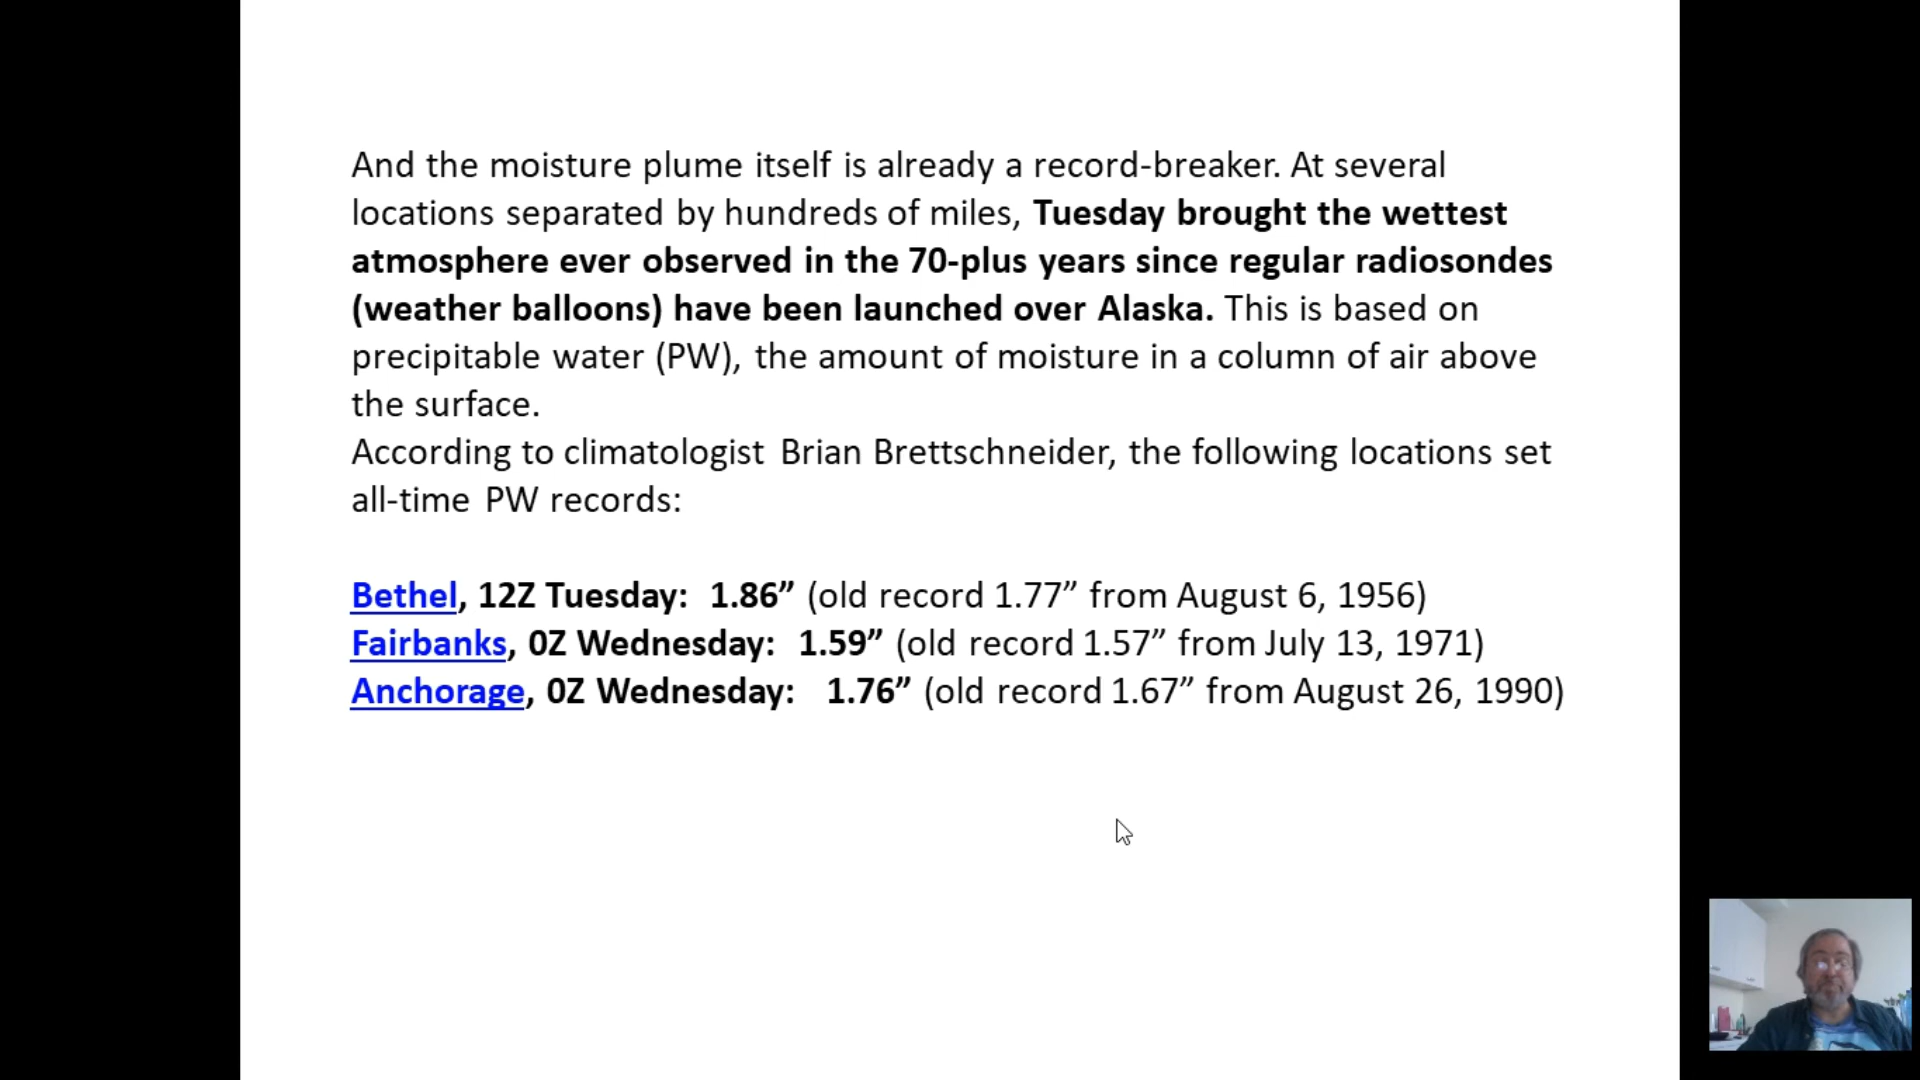 And the moisture plume itself is already a record-breaker. At several
locations separated by hundreds of miles, Tuesday brought the wettest
atmosphere ever observed in the 70-plus years since regular radiosondes
(weather balloons) have been launched over Alaska. This is based on
precipitable water (PW), the amount of moisture in a column of air above
the surface.
According to climatologist Brian Brettschneider, the following locations set
all-time PW records:
Bethel, 12Z Tuesday: 1.86” (old record 1.77” from August 6, 1956)
Fairbanks, 0Z Wednesday: 1.59” (old record 1.57” from July 13, 1971)
Anchorage, 0Z Wednesday: 1.76” (old record 1.67” from August 26, 1990)